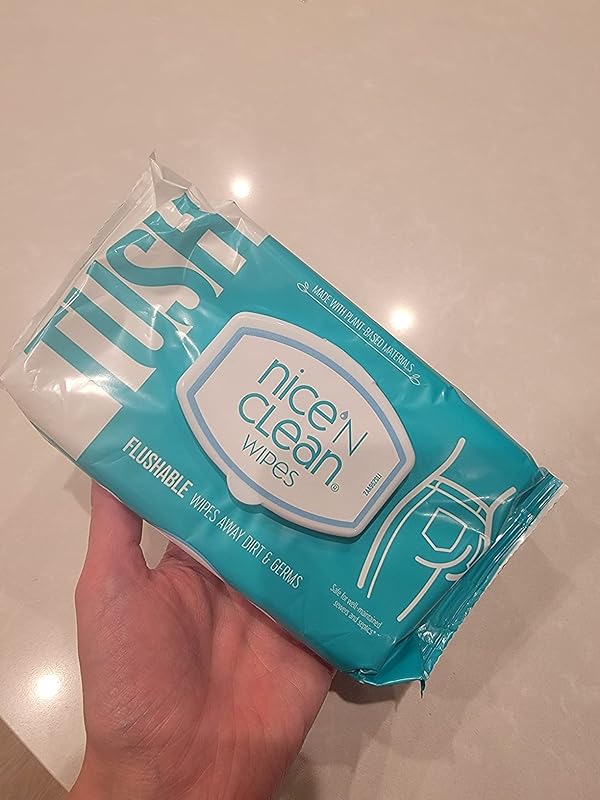 TUSH
MADE WITH PLANT-BASED MATERIALS
nice'N
CLean
WIPes®
FLUSHABLE WIPES AWAY DIRT & GERMS
Safe for well-maintained
sewers and septics*